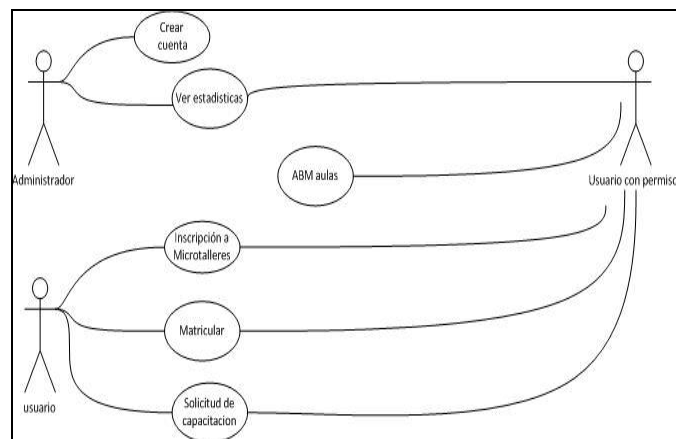 Crear
cuenta
Ver estadisticas
Administrador
ABM aulas
Usuario con permiso
Inscripción a
Microtalleres
Matricular
usuario
Solicitud de
capacitacion